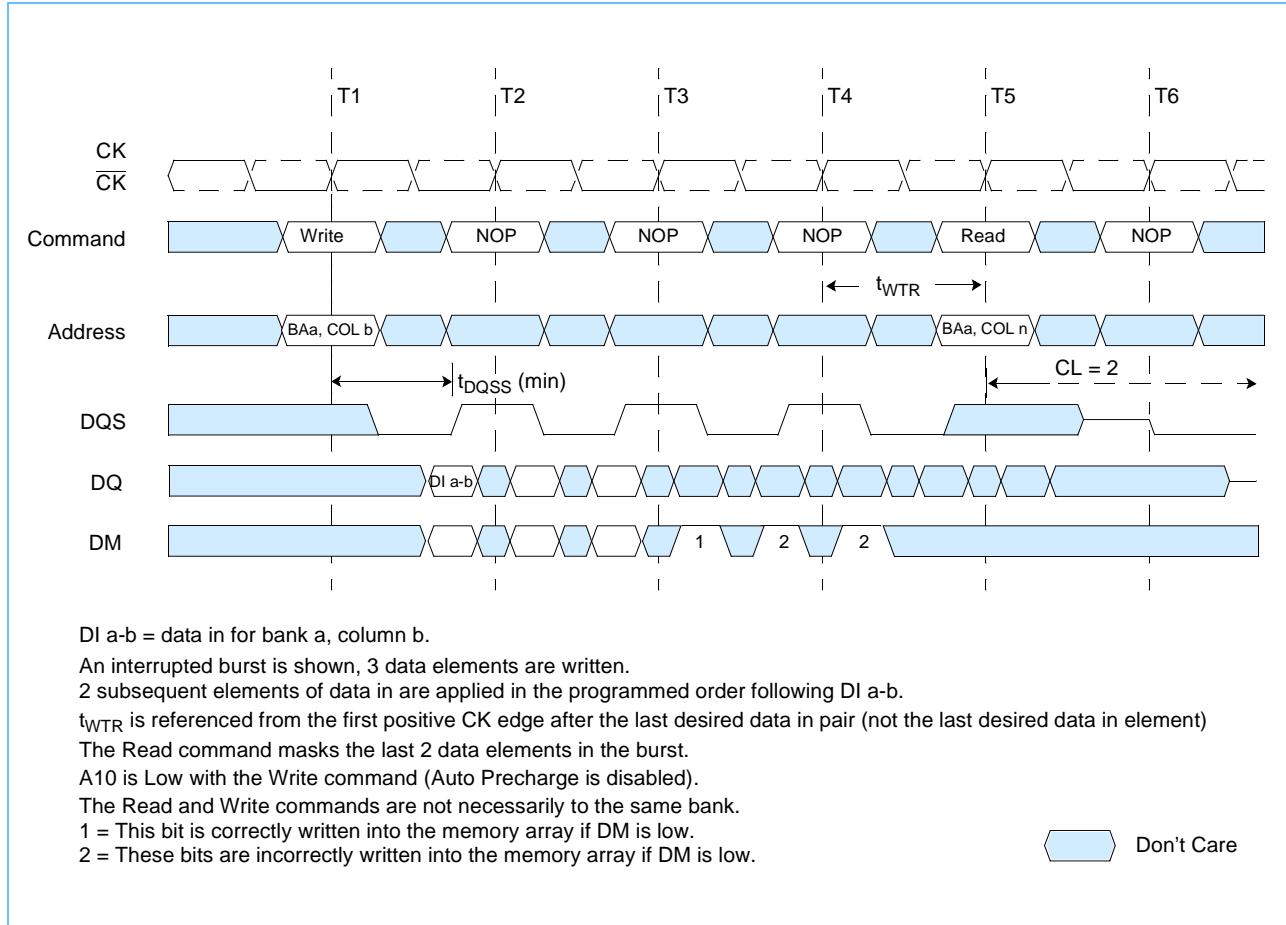 T1 T2 T3 T4 T5 T6
CK
CK
Command Write NOP NOP NOP Read NOP
tWTR
Address BAa, COL b BAa, COL n
tDQSS (min) CL = 2
DQS
DQ DI a-b
DM 1 2 2
DI a-b = data in for bank a, column b.
An interrupted burst is shown, 3 data elements are written.
2 subsequent elements of data in are applied in the programmed order following DI a-b.
tWTR is referenced from the first positive CK edge after the last desired data in pair (not the last desired data in element)
The Read command masks the last 2 data elements in the burst.
A10 is Low with the Write command (Auto Precharge is disabled).
The Read and Write commands are not necessarily to the same bank.
1 = This bit is correctly written into the memory array if DM is low.
2 = These bits are incorrectly written into the memory array if DM is low.
Don't Care